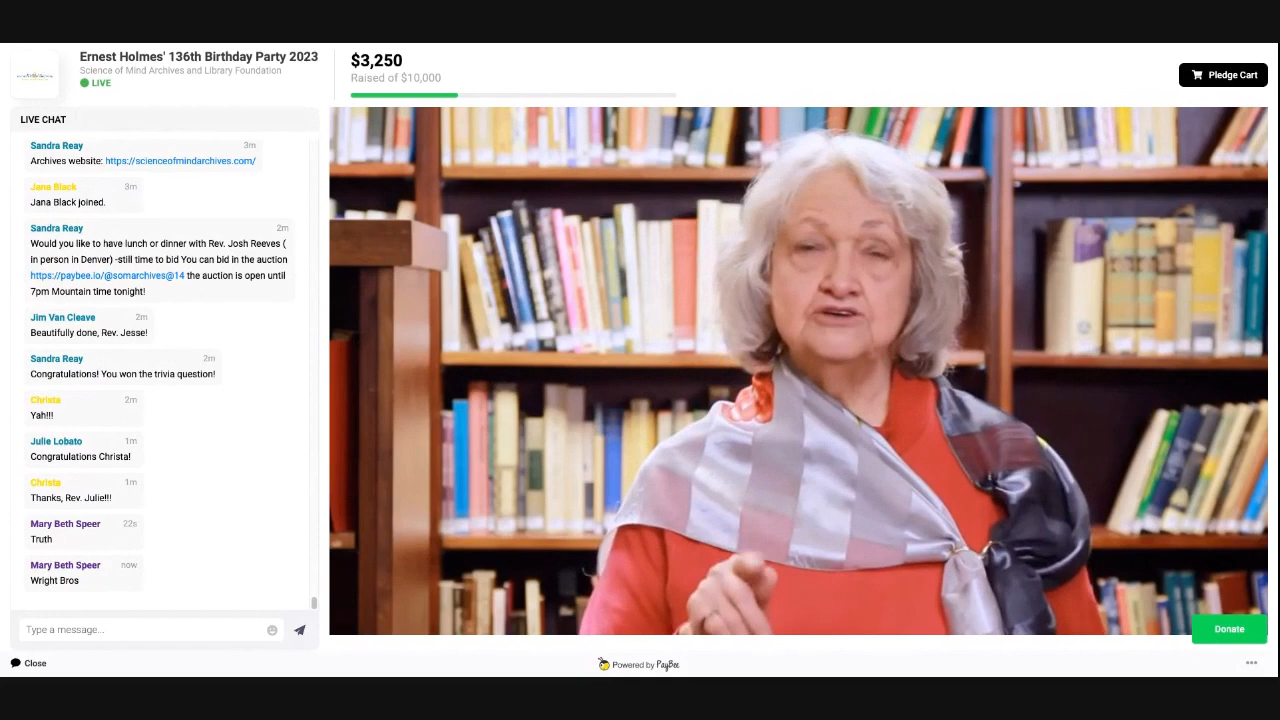 Ernest Holmes' 136th Birthday Party 2023
Science of Mind Archives and Library Foundation
LIVE
$3,250
Raised of $10,000
Pledge Cart
LIVE CHAT
Sandra Reay 3m
Archives website: https://scienceofmindarchives.com/
Jana Black 3m
Jana Black joined.
Sandra Reay 2m
Would you like to have lunch or dinner with Rev. Josh Reeves (
in person in Denver) -still time to bid You can bid in the auction
https://paybee.io/@somarchives@14 the auction is open until
7pm Mountain time tonight!
Jim Van Cleave 2m
Beautifully done, Rev. Jesse!
Sandra Reay 2m
Congratulations! You won the trivia question!
Christa 2m
Yah!!!
Julie Lobato 1m
Congratulations Christa!
Christa 1m
Thanks, Rev. Julie!!!
Mary Beth Speer 22s
Truth
Mary Beth Speer now
Wright Bros
Type a message...
Donate
Close
Powered by PayBee